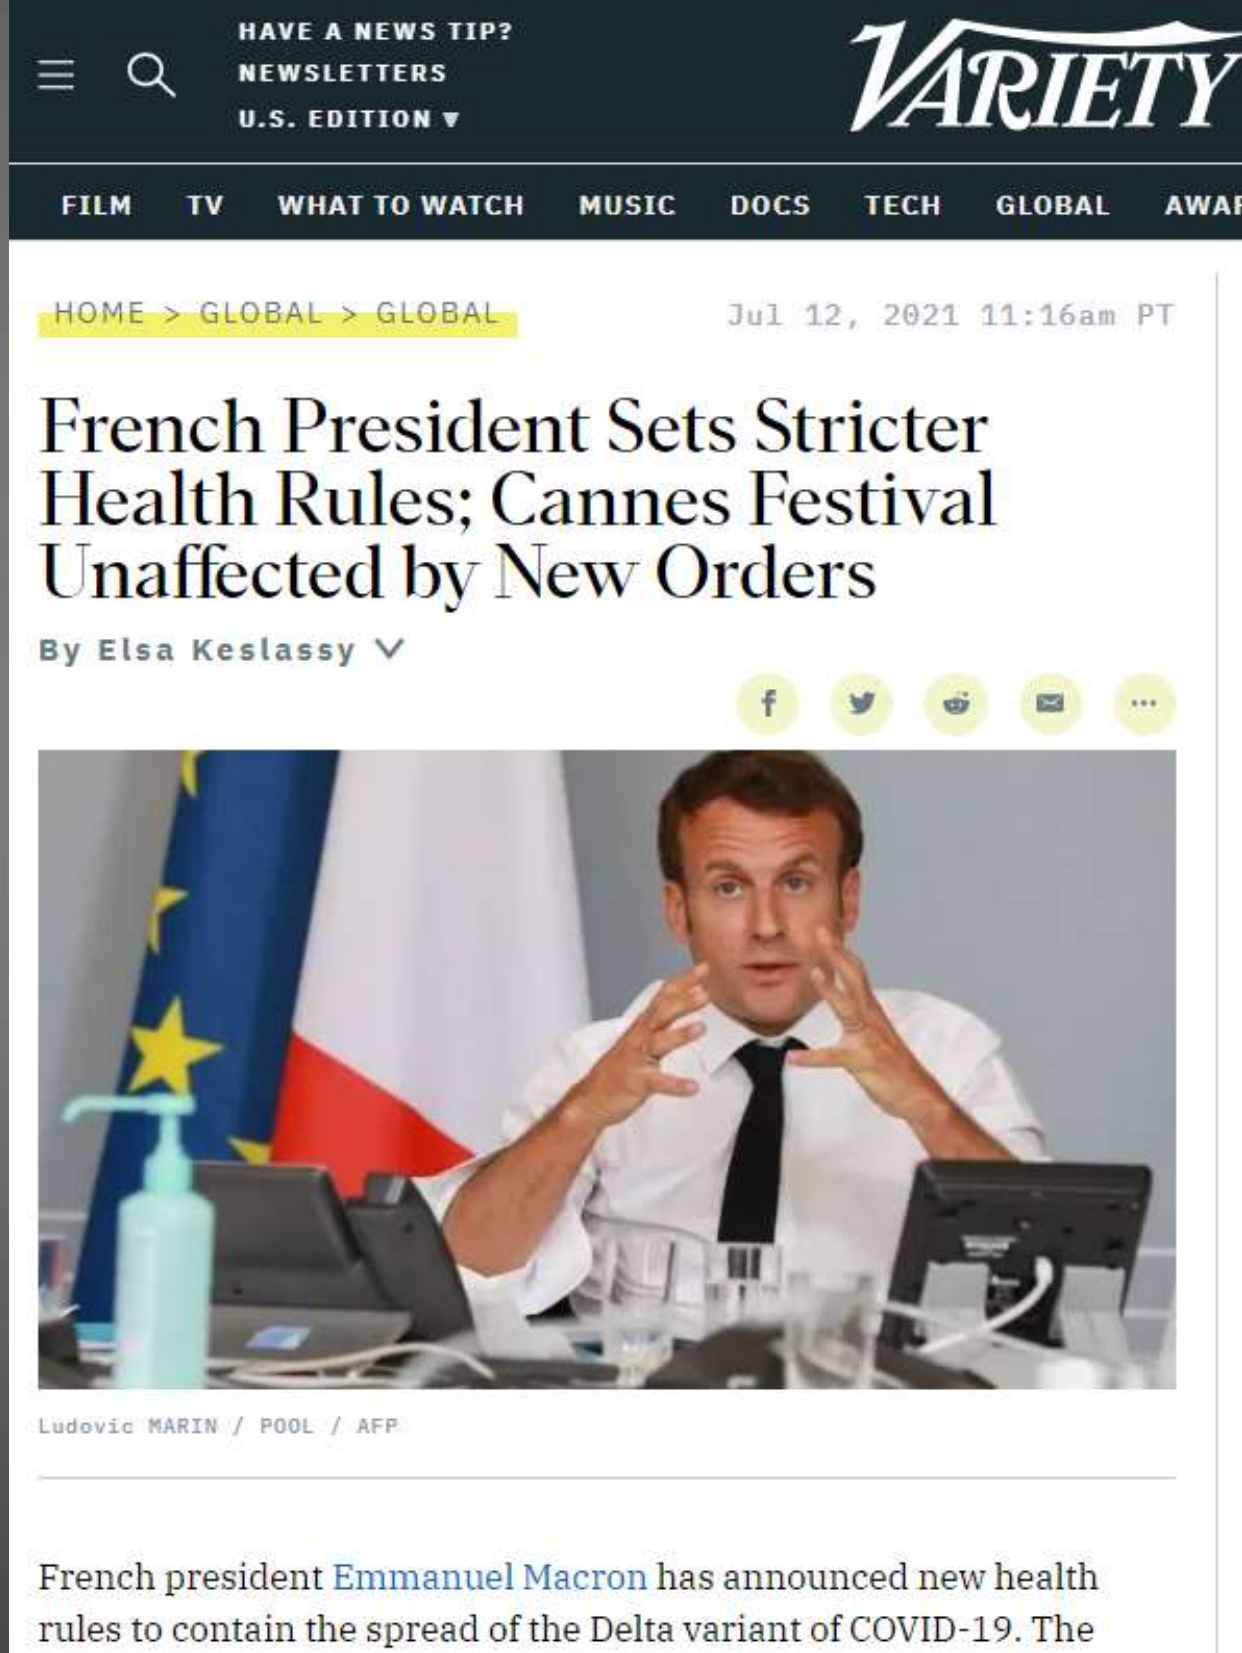 HAVE A NEWS TIP?
NEWSLETTERS
U.S. EDITION ▼
VARIETY
FILM TV WHAT TO WATCH MUSIC DOCS TECH GLOBAL
HOME > GLOBAL > GLOBAL
Jul 12, 2021 11:16am PT
French President Sets Stricter
Health Rules; Cannes Festival
Unaffected by New Orders
By Elsa Keslassy
Ludovic MARIN / POOL / AFP
French president Emmanuel Macron has announced new health
rules to contain the spread of the Delta variant of COVID-19. The